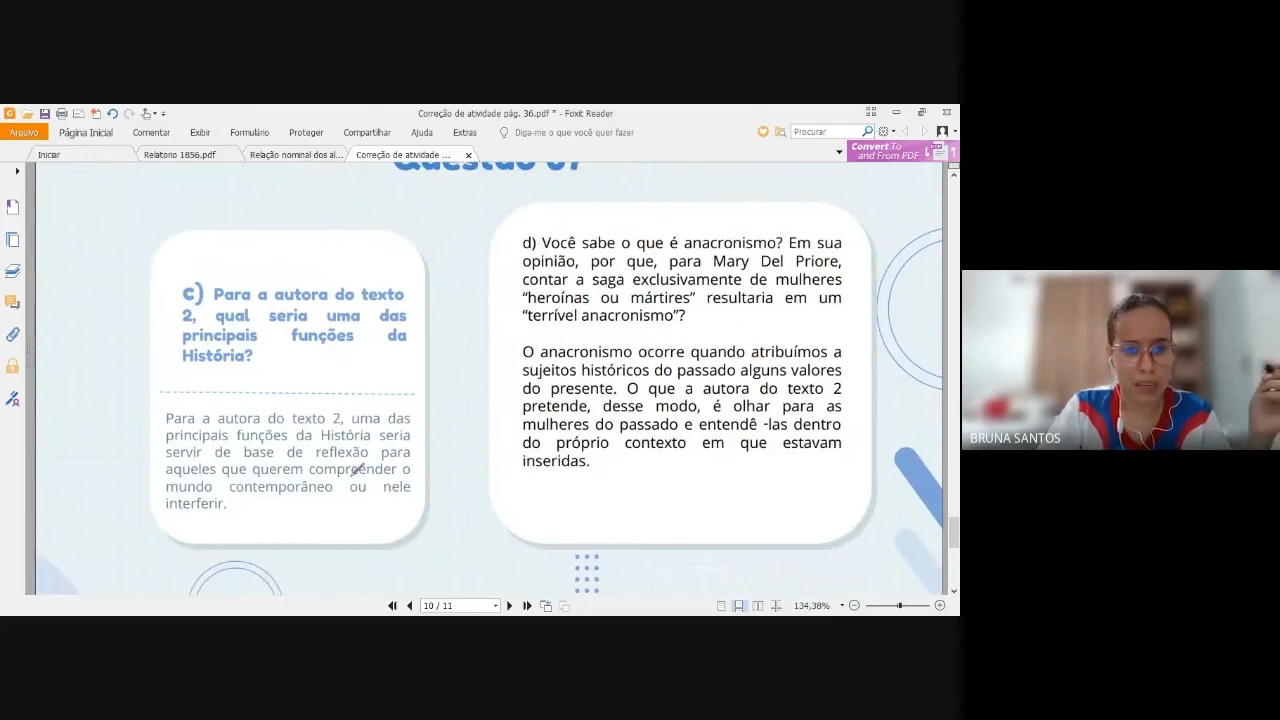 Correção de atividade pág. 36.pdf * - Foxit Reader
Arquivo Página Inicial Comentar Exibir Formulário Proteger Compartilhar Ajuda Extras Diga-me o que você quer fazer Procurar
Iniciar Relatorio 1856.pdf Relação nominal dos al... Correção de atividade ...
Convert To
and From PDF
c) Para a autora do texto
2, qual seria uma das
principais funções da
História?
Para a autora do texto 2, uma das
principais funções da História seria
servir de base de reflexão para
aqueles que querem compreender o
mundo contemporâneo ou nele
interferir.
d) Você sabe o que é anacronismo? Em sua
opinião, por que, para Mary Del Priore,
contar a saga exclusivamente de mulheres
“heroínas ou mártires” resultaria em um
“terrível anacronismo”?
O anacronismo ocorre quando atribuímos a
sujeitos históricos do passado alguns valores
do presente. O que a autora do texto 2
pretende, desse modo, é olhar para as
mulheres do passado e entendê -las dentro
do próprio contexto em que estavam
inseridas.
BRUNA SANTOS
10 / 11
134,38%